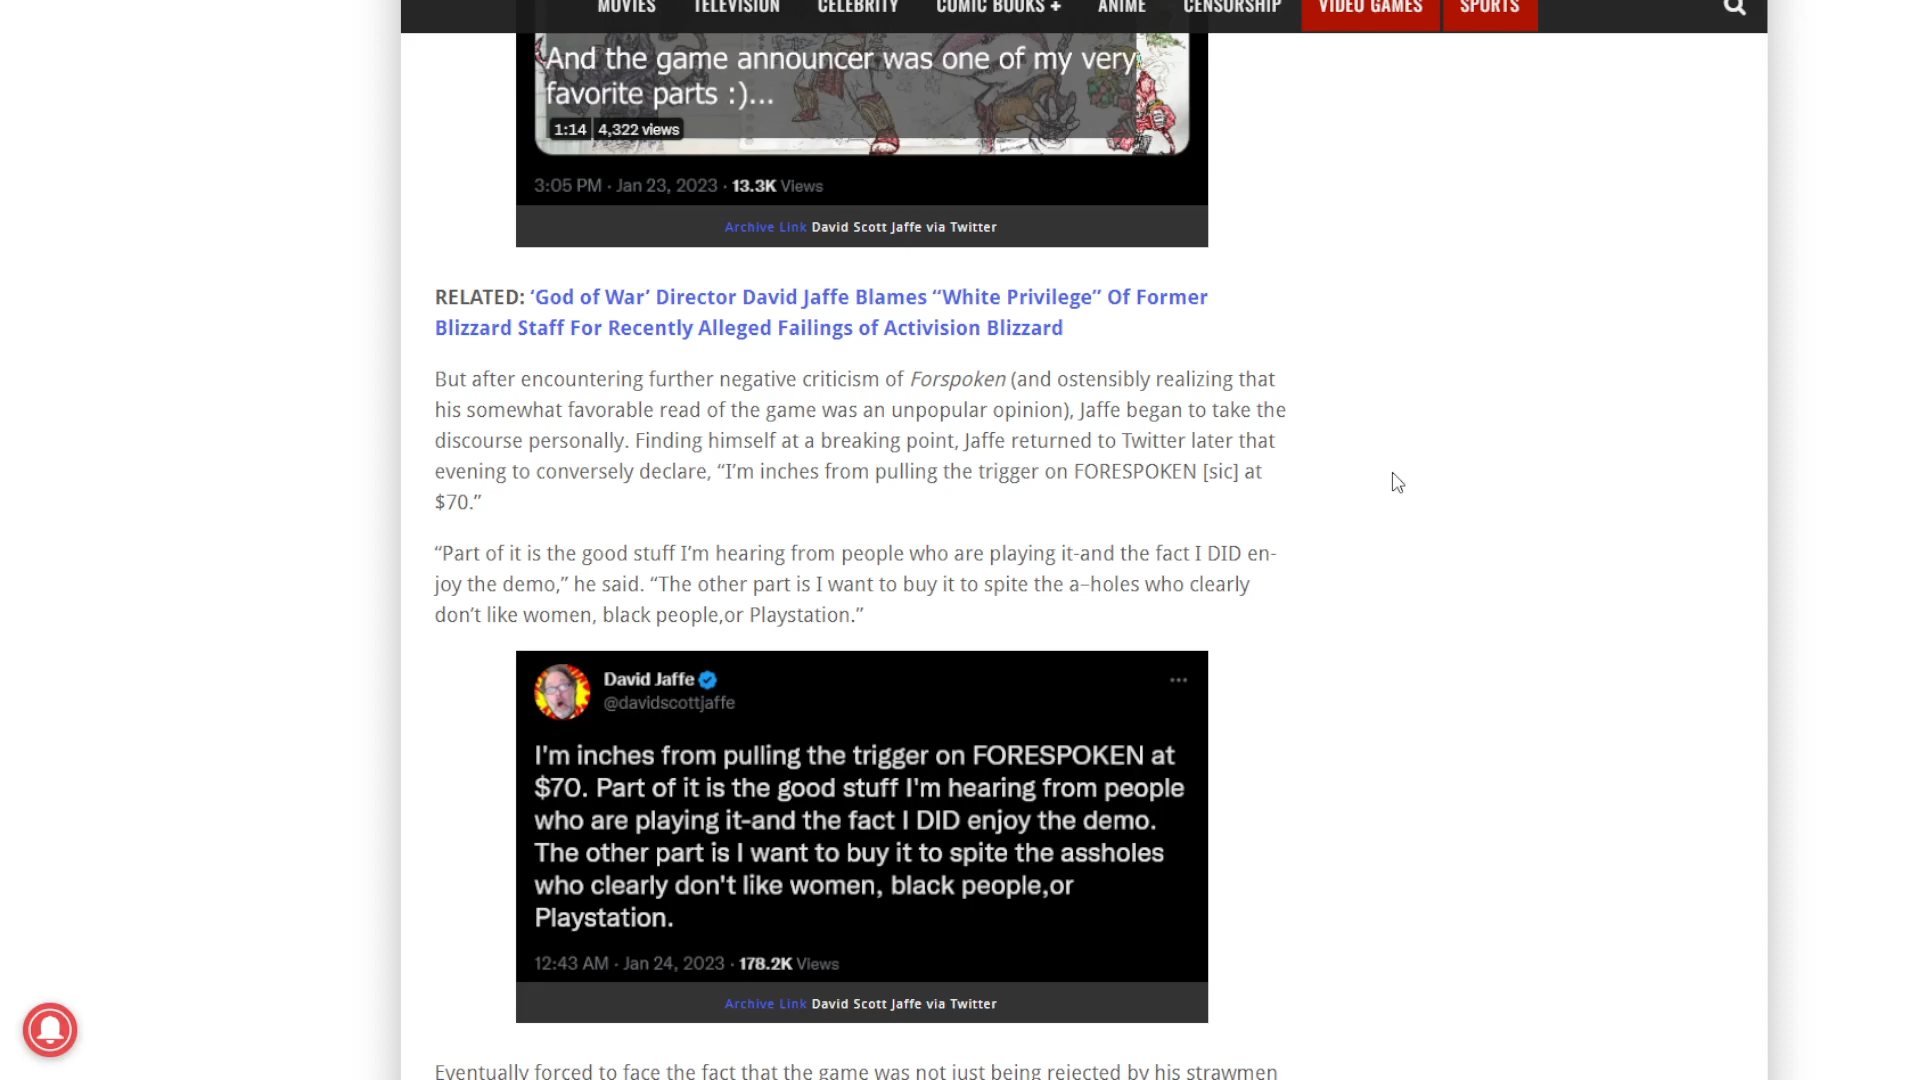 MOVIES TELEVISION CELEBRITY COMIC BOOKS + ANIME CENSORSHIP VIDEO GAMES SPORTS
And the game announcer was one of my very
favorite parts :)...
1:14 4,322 views
3:05 PM · Jan 23, 2023 · 13.3K Views
Archive Link David Scott Jaffe via Twitter
RELATED: ‘God of War’ Director David Jaffe Blames “White Privilege” Of Former
Blizzard Staff For Recently Alleged Failings of Activision Blizzard
But after encountering further negative criticism of Forspoken (and ostensibly realizing that
his somewhat favorable read of the game was an unpopular opinion), Jaffe began to take the
discourse personally. Finding himself at a breaking point, Jaffe returned to Twitter later that
evening to conversely declare, “I’m inches from pulling the trigger on FORESPOKEN [sic] at
$70.”
“Part of it is the good stuff I’m hearing from people who are playing it-and the fact I DID en-
joy the demo,” he said. “The other part is I want to buy it to spite the a–holes who clearly
don’t like women, black people,or Playstation.”
David Jaffe
@davidscottjaffe
I'm inches from pulling the trigger on FORESPOKEN at
$70. Part of it is the good stuff I'm hearing from people
who are playing it-and the fact I DID enjoy the demo.
The other part is I want to buy it to spite the assholes
who clearly don't like women, black people,or
Playstation.
12:43 AM · Jan 24, 2023 · 178.2K Views
Archive Link David Scott Jaffe via Twitter
Eventually forced to face the fact that the game was not just being rejected by his strawmen